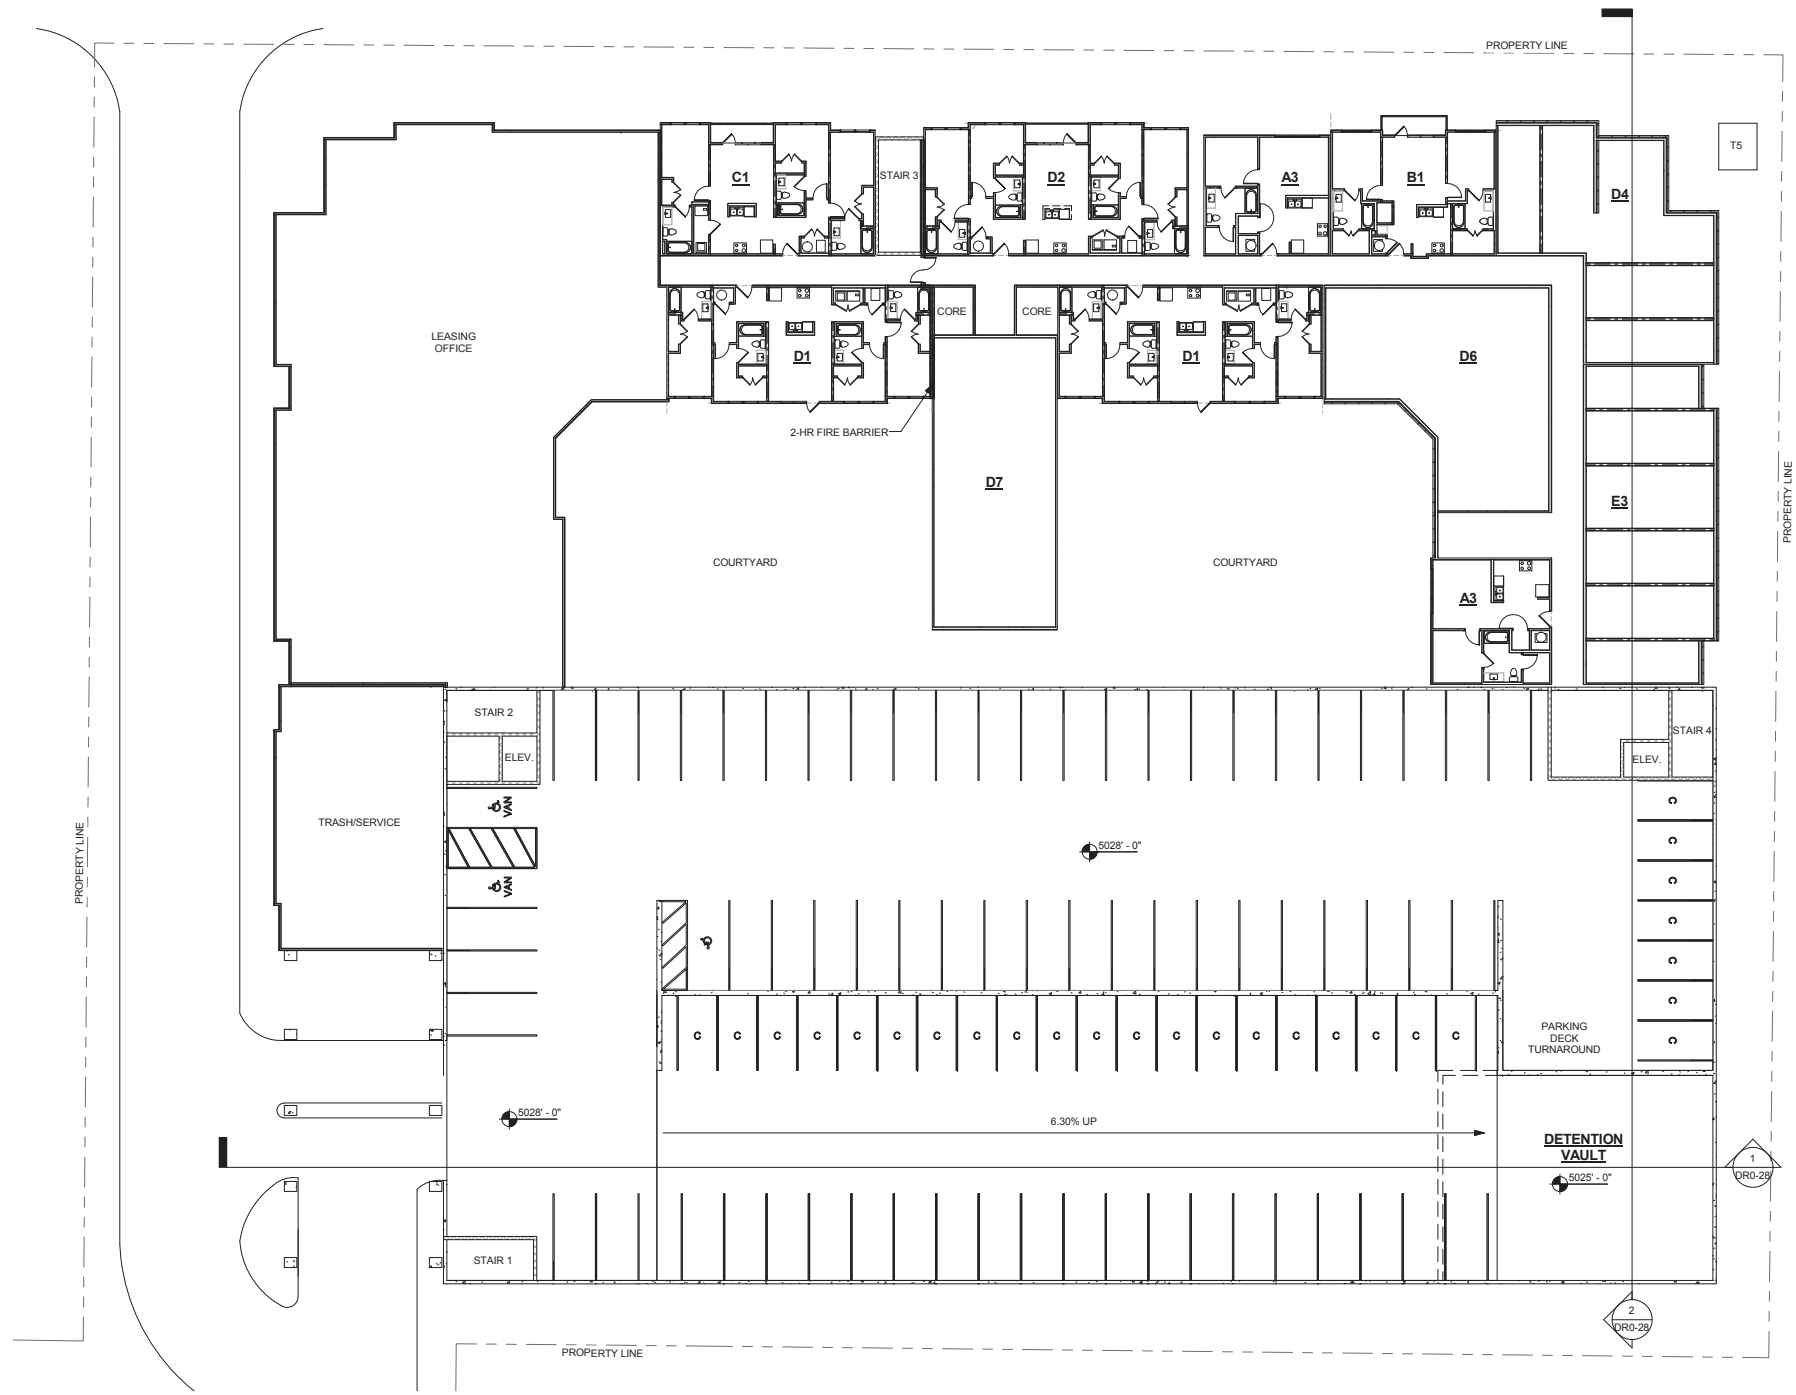 PROPERTY LINE
T5
C1
STAIR 3
D2
A3
B1
D4
CORE
CORE
LEASING
OFFICE
D1
D1
D6
2-HR FIRE BARRIER
D7
E3
PROPERTY LINE
COURTYARD
COURTYARD
A3
STAIR 2
ELEV.
STAIR 4
ELEV.
VAN
C
TRASH/SERVICE
PROPERTY LINE
C
5028' - 0"
VAN
C
C
C
C
C
C C C C C C C C C C C C C C C C C C C C
PARKING
DECK
TURNAROUND
5028' - 0"
6.30% UP
DETENTION
VAULT
5025' - 0"
1
DR0-28
STAIR 1
2
DR0-28
PROPERTY LINE